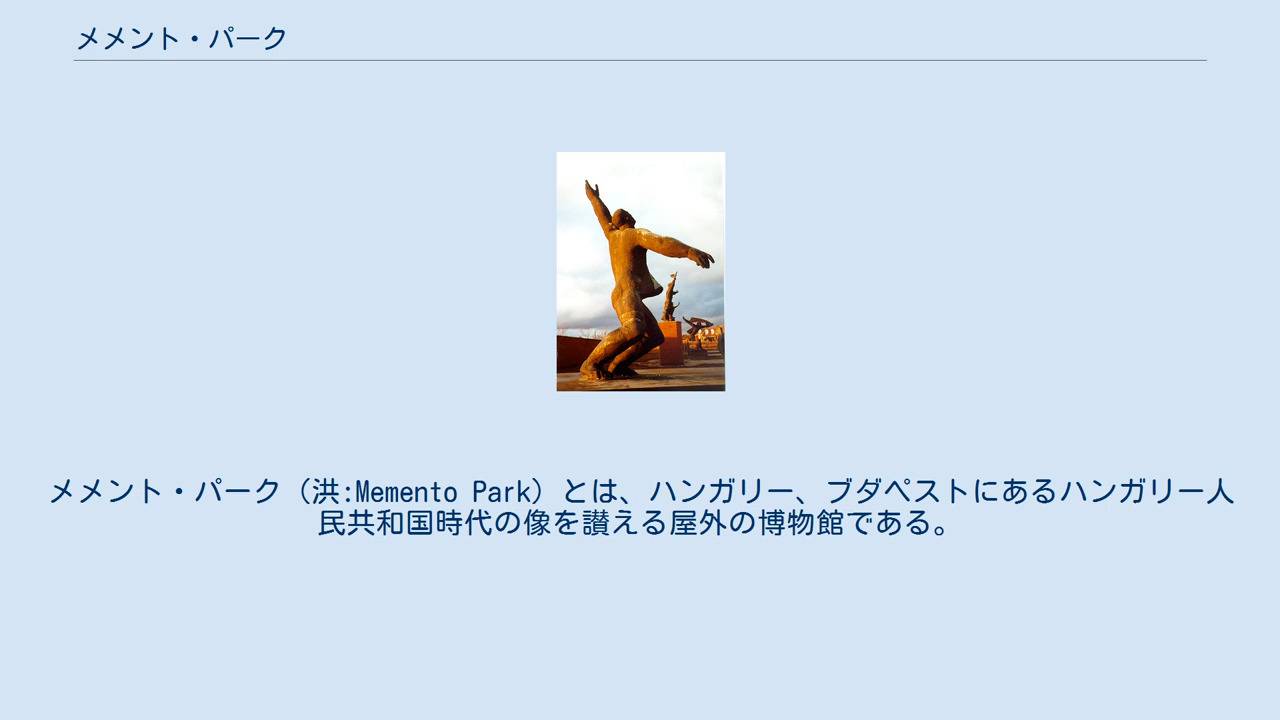 メメント・パーク
メメント・パーク（洪:Memento Park）とは、ハンガリー、ブダペストにあるハンガリー人
民共和国時代の像を讃える屋外の博物館である。